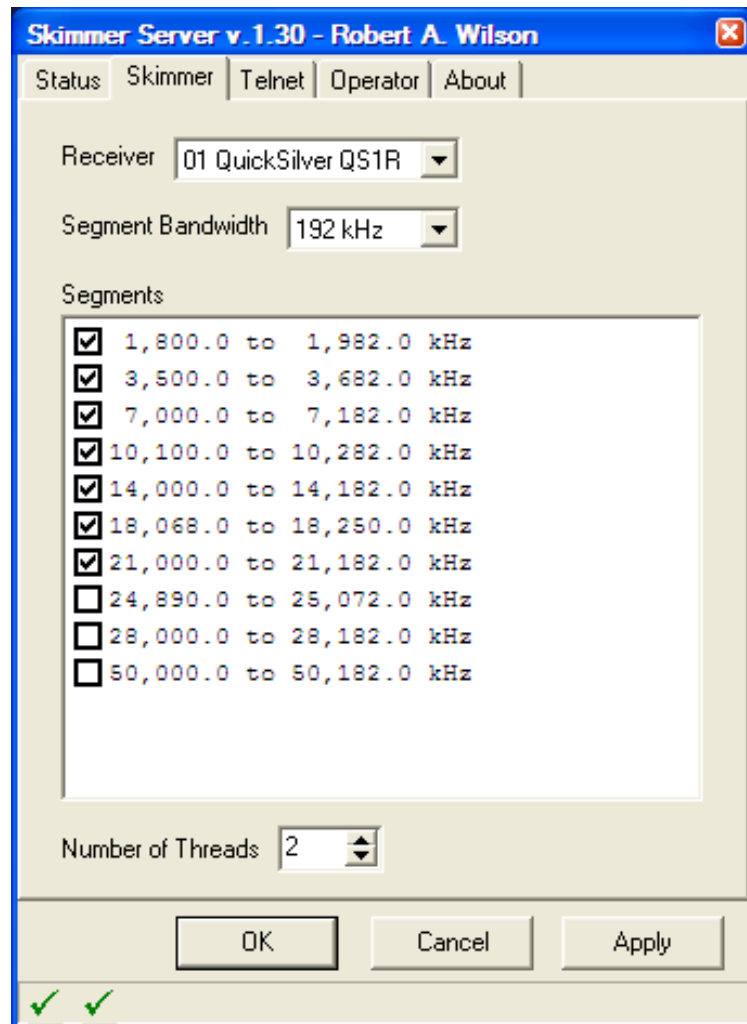 Skimmer Server v.1.30 - Robert A. Wilson
Status Skimmer Telnet Operator About
Receiver 01 QuickSilver QS1R
Segment Bandwidth 192 kHz
Segments
1,800.0 to 1,982.0 kHz
3,500.0 to 3,682.0 kHz
7,000.0 to 7,182.0 kHz
10,100.0 to 10,282.0 kHz
14,000.0 to 14,182.0 kHz
18,068.0 to 18,250.0 kHz
21,000.0 to 21,182.0 kHz
24,890.0 to 25,072.0 kHz
28,000.0 to 28,182.0 kHz
50,000.0 to 50,182.0 kHz
Number of Threads 2
OK Cancel Apply